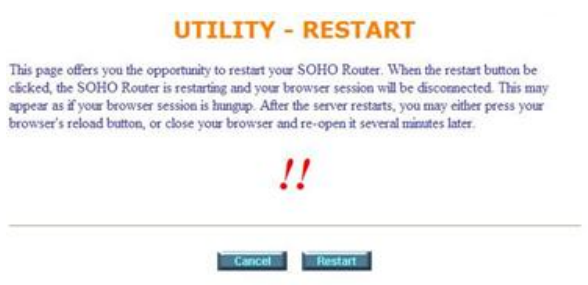 UTILITY - RESTART
This page offers you the opportunity to restart your SOHO Router. When the restart button be
clicked, the SOHO Router is restarting and your browser session will be disconnected. This may
appear as if your browser session is hungup. After the server restarts, you may either press your
browser's reload button, or close your browser and re-open it several minutes later.
!!
Cancel Restart